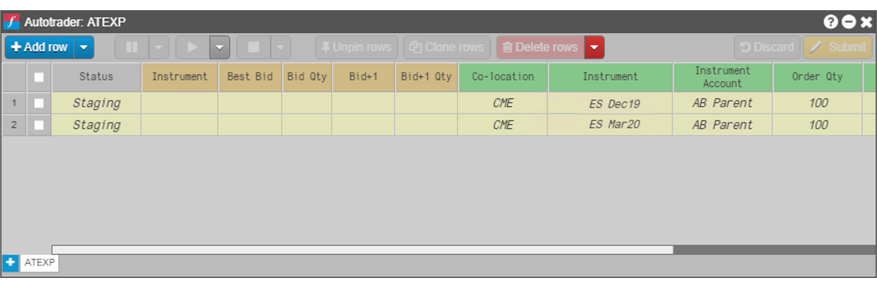 Autotrader: ATEXP
Add row Unpin rows Clone rows Delete rows Discard Submit
Status Instrument Best Bid Bid Qty Bid+1 Bid+1 Qty Co-location Instrument Instrument Account Order Qty
1 Staging CME ES Dec19 AB Parent 100
2 Staging CME ES Mar20 AB Parent 100
ATEXP